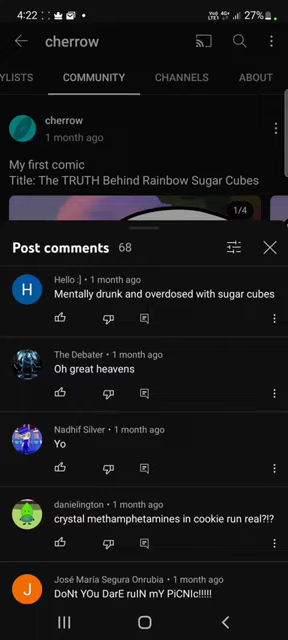 4:22
Vo) 4G+
LTE1
27%
cherrow
YLISTS COMMUNITY CHANNELS ABOUT
cherrow
1 month ago
My first comic
Title: The TRUTH Behind Rainbow Sugar Cubes
1/4
Post comments 68
H
Hello :] • 1 month ago
Mentally drunk and overdosed with sugar cubes
The Debater • 1 month ago
Oh great heavens
Nadhif Silver • 1 month ago
Yo
danielington • 1 month ago
crystal methamphetamines in cookie run real?!?
J
José María Segura Onrubia • 1 month ago
DoNt YOu DarE ruIN mY PiCNIc!!!!!